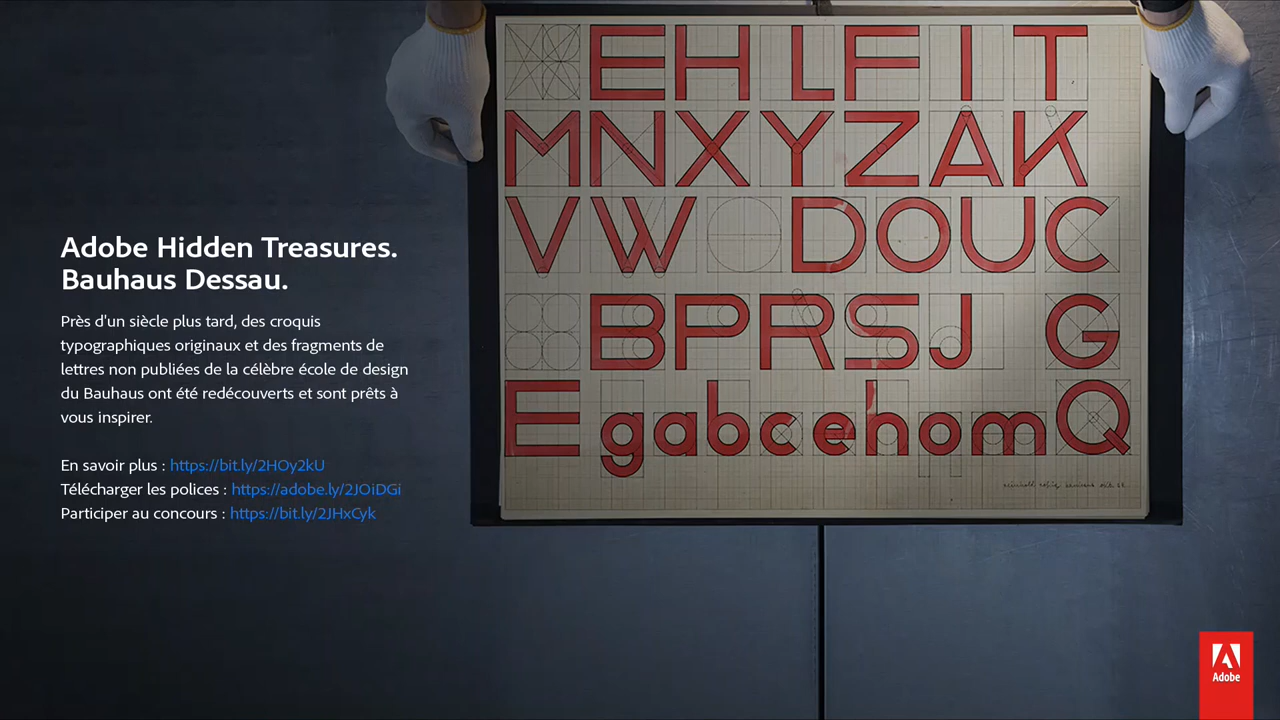 Adobe Hidden Treasures.
Bauhaus Dessau.
Près d'un siècle plus tard, des croquis
typographiques originaux et des fragments de
lettres non publiées de la célèbre école de design
du Bauhaus ont été redécouverts et sont prêts à
vous inspirer.
En savoir plus : https://bit.ly/2HOy2kU
Télécharger les polices : https://adobe.ly/2JOiDGi
Participer au concours : https://bit.ly/2JHxCyk
EHLFIT
MNXYZAK
VW DOUC
BPRSJ G
E gabcehom Q
Adobe